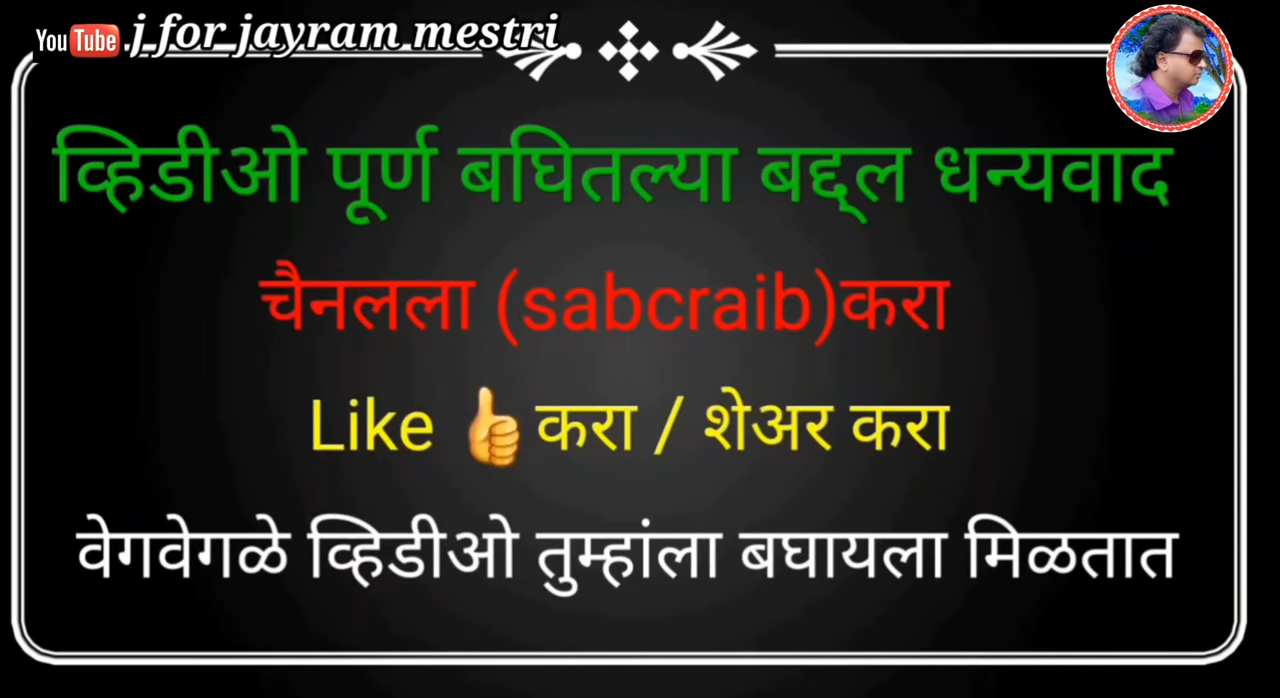 You Tube j for jayram mestri
व्हिडीओ पूर्ण बघितल्या बद्द्ल धन्यवाद
चैनलला (sabcraib)करा
Like 👍 करा / शेअर करा
वेगवेगळे व्हिडीओ तुम्हांला बघायला मिळतात